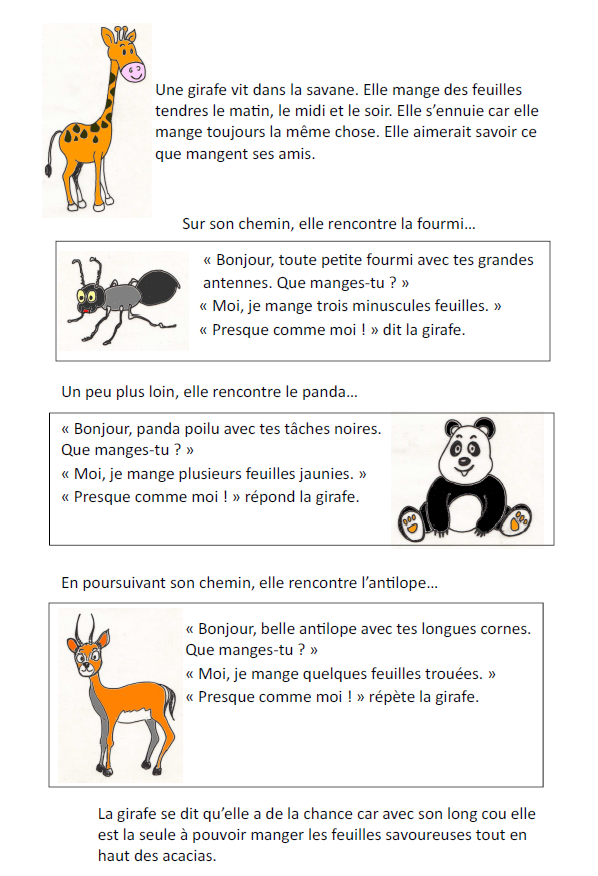 Une girafe vit dans la savane. Elle mange des feuilles
tendres le matin, le midi et le soir. Elle s’ennuie car elle
mange toujours la même chose. Elle aimerait savoir ce
que mangent ses amis.
Sur son chemin, elle rencontre la fourmi…
« Bonjour, toute petite fourmi avec tes grandes
antennes. Que manges-tu ? »
« Moi, je mange trois minuscules feuilles. »
« Presque comme moi ! » dit la girafe.
Un peu plus loin, elle rencontre le panda…
« Bonjour, panda poilu avec tes tâches noires.
Que manges-tu ? »
« Moi, je mange plusieurs feuilles jaunies. »
« Presque comme moi ! » répond la girafe.
En poursuivant son chemin, elle rencontre l’antilope…
« Bonjour, belle antilope avec tes longues cornes.
Que manges-tu ? »
« Moi, je mange quelques feuilles trouées. »
« Presque comme moi ! » répète la girafe.
La girafe se dit qu’elle a de la chance car avec son long cou elle
est la seule à pouvoir manger les feuilles savoureuses tout en
haut des acacias.